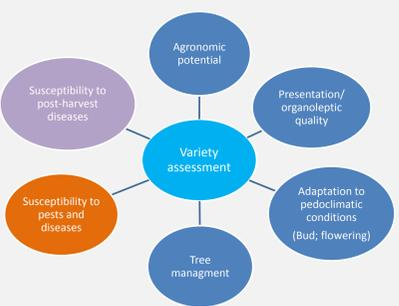 Agronomic
potential
Susceptibility to
post-harvest
diseases
Presentation/
organoleptic
quality
Variety
assessment
Susceptibility to
pests and
diseases
Adaptation to
pedoclimatic
conditions
(Bud; flowering)
Tree
managment